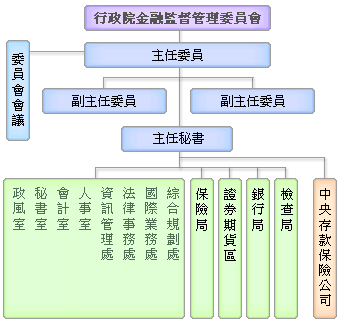 行政院金融監督管理委員會
主任委員
委員會會議
副主任委員
副主任委員
主任秘書
政風室
秘書室
會計室
人事室
資訊管理處
法律事務處
國際業務處
綜合規劃處
保險局
證券期貨區
銀行局
檢查局
中央存款保險公司